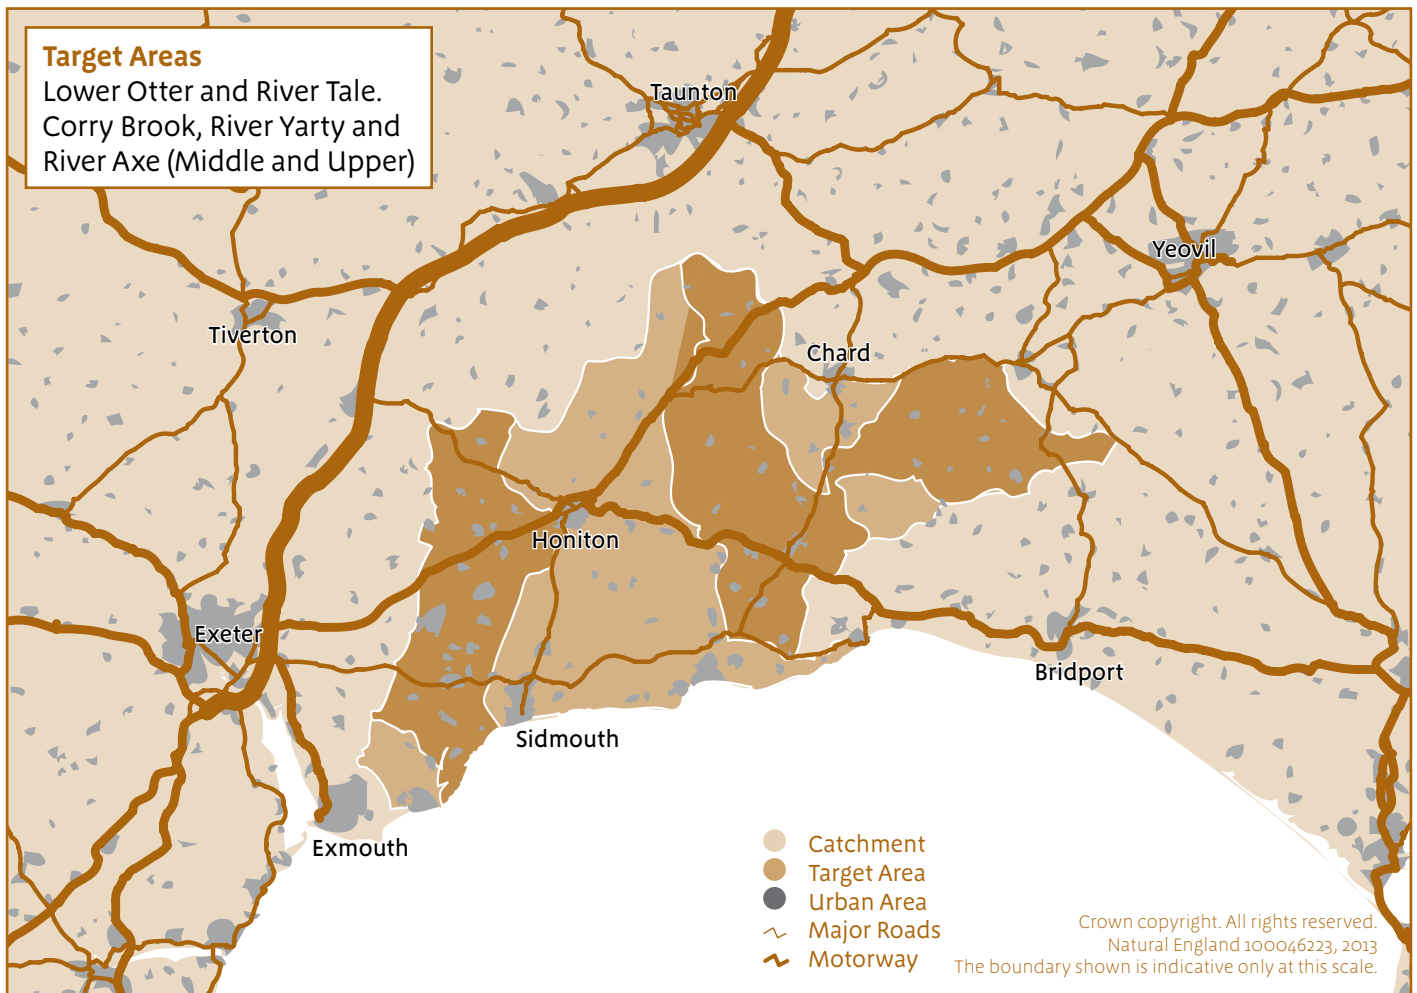 Target Areas
Lower Otter and River Tale.
Corry Brook, River Yarty and
River Axe (Middle and Upper)
Taunton
Yeovil
Tiverton
Chard
Honiton
Exeter
Bridport
Sidmouth
Exmouth
Catchment
Target Area
Urban Area
Major Roads
Motorway
Crown copyright. All rights reserved.
Natural England 100046223, 2013
The boundary shown is indicative only at this scale.